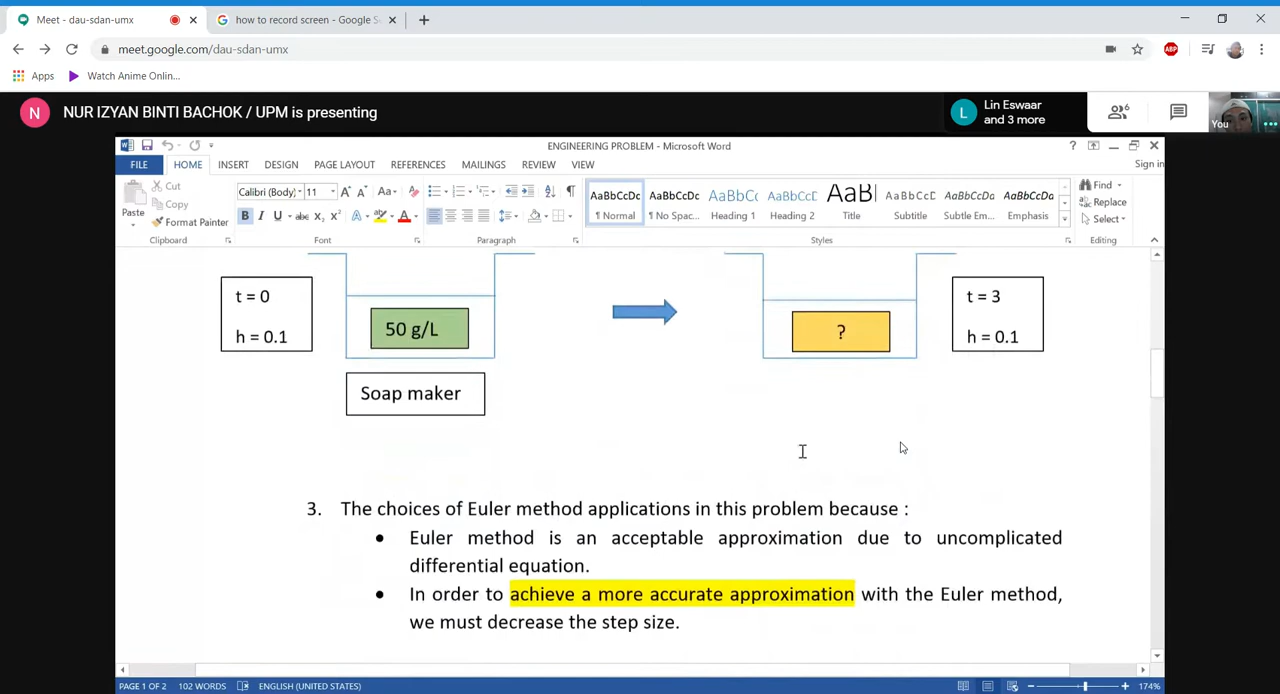 Meet - dau-sdan-umx
how to record screen - Google Se
meet.google.com/dau-sdan-umx
ABP
Apps
Watch Anime Onlin...
N
NUR IZYAN BINTI BACHOK / UPM is presenting
L
Lin Eswaar
and 3 more
6
You
ENGINEERING PROBLEM - Microsoft Word
FILE HOME INSERT DESIGN PAGE LAYOUT REFERENCES MAILINGS REVIEW VIEW
Sign in
Cut
Copy
Format Painter
Paste
Clipboard
Calibri (Body) 11
Font
Paragraph
AaBbCcDc
¶ Normal
AaBbCcDc
¶ No Spac...
AaBbC
Heading 1
AaBbCcD
Heading 2
AaBl
Title
AaBbCcD
Subtitle
AaBbCcDa
Subtle Em...
AaBbCcDa
Emphasis
Styles
Find
Replace
Select
Editing
t = 0
h = 0.1
50 g/L
Soap maker
?
t = 3
h = 0.1
3. The choices of Euler method applications in this problem because :
• Euler method is an acceptable approximation due to uncomplicated
differential equation.
• In order to achieve a more accurate approximation with the Euler method,
we must decrease the step size.
PAGE 1 OF 2 102 WORDS ENGLISH (UNITED STATES)
174%